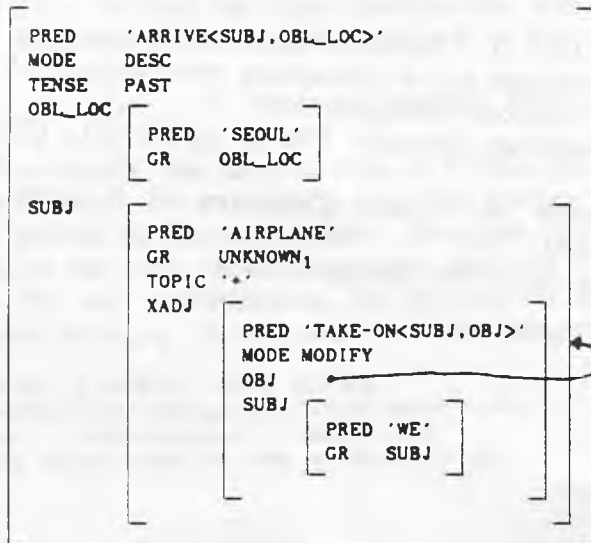 PRED 'ARRIVE<SUBJ,OBL_LOC>'
MODE DESC
TENSE PAST
OBL_LOC
PRED 'SEOUL'
GR OBL_LOC
SUBJ
PRED 'AIRPLANE'
GR UNKNOWN₁
TOPIC '+'
XADJ
PRED 'TAKE-ON<SUBJ,OBJ>'
MODE MODIFY
OBJ
SUBJ
PRED 'WE'
GR SUBJ